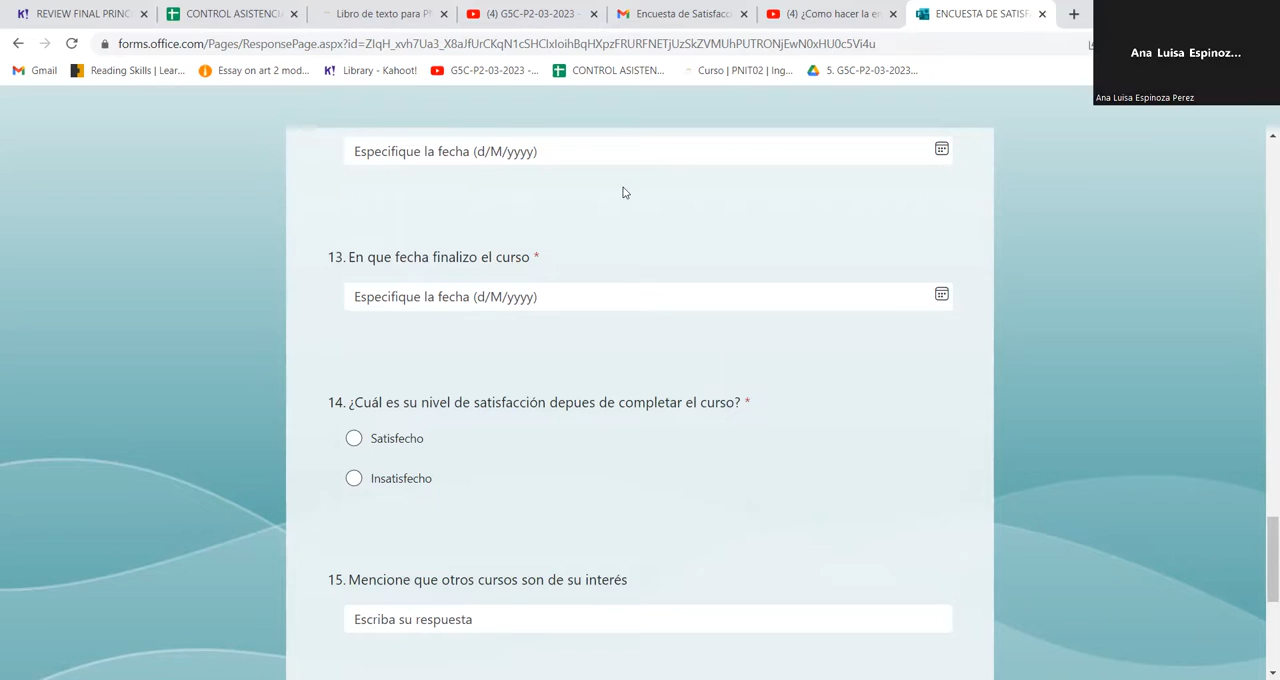 REVIEW FINAL PRINC
CONTROL ASISTENCI
Libro de texto para P
(4) G5C-P2-03-2023 -
Encuesta de Satisfacc
(4) ¿Como hacer la e
ENCUESTA DE SATISF
forms.office.com/Pages/ResponsePage.aspx?id=ZIqH_xvh7Ua3_X8aJfUrCKqN1cSHClxIoihBqHXpzFRURFNETjUzSkZVMUhPUTRONjEwN0xHU0c5Vi4u
Gmail
Reading Skills | Lear...
Essay on art 2 mod...
Library - Kahoot!
G5C-P2-03-2023 -...
CONTROL ASISTEN...
Curso | PNIT02 | Ing...
5. G5C-P2-03-2023...
Ana Luisa Espinoz...
Ana Luisa Espinoza Perez
Especifique la fecha (d/M/yyyy)
13. En que fecha finalizo el curso *
Especifique la fecha (d/M/yyyy)
14. ¿Cuál es su nivel de satisfacción depues de completar el curso? *
Satisfecho
Insatisfecho
15. Mencione que otros cursos son de su interés
Escriba su respuesta